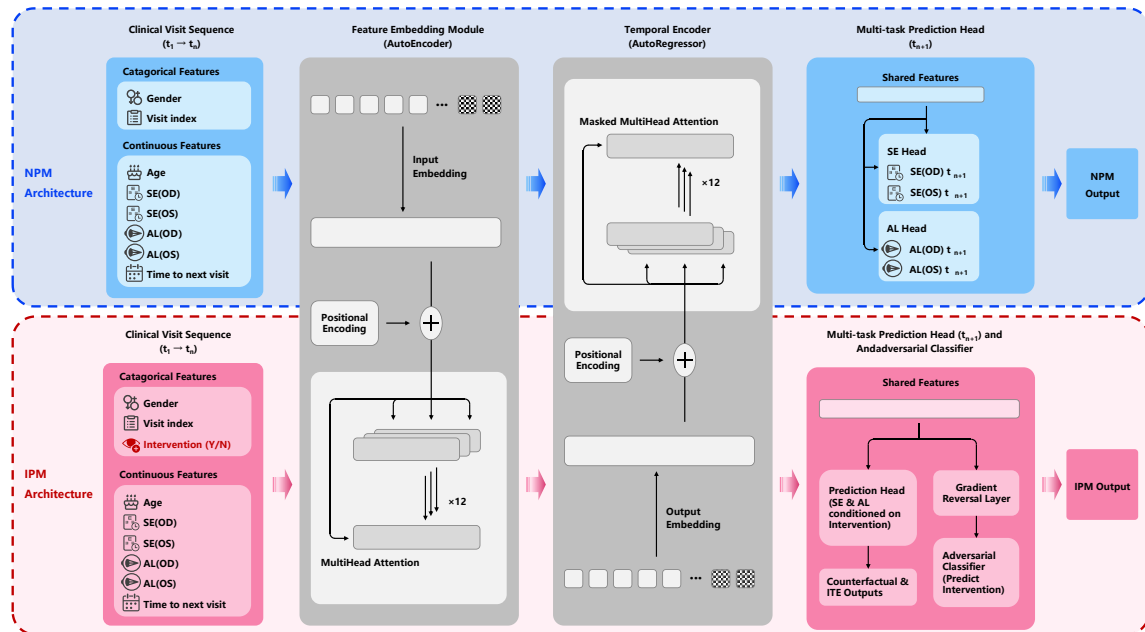 Clinical Visit Sequence
(t1 → tn)
Catagorical Features
Gender
Visit index
Continuous Features
Age
SE(OD)
SE(OS)
AL(OD)
AL(OS)
Time to next visit
NPM
Architecture
Feature Embedding Module
(AutoEncoder)
...
Input
Embedding
Positional
Encoding
+
×12
MultiHead Attention
Temporal Encoder
(AutoRegressor)
Masked MultiHead Attention
×12
Positional
Encoding
+
Output
Embedding
...
Multi-task Prediction Head
(tn+1)
Shared Features
SE Head
SE(OD) t n+1
SE(OS) t n+1
AL Head
AL(OD) t n+1
AL(OS) t n+1
NPM
Output
IPM
Architecture
Clinical Visit Sequence
(t1 → tn)
Catagorical Features
Gender
Visit index
Intervention (Y/N)
Continuous Features
Age
SE(OD)
SE(OS)
AL(OD)
AL(OS)
Time to next visit
Multi-task Prediction Head (tn+1) and
Andadversarial Classifier
Shared Features
Prediction Head
(SE & AL
conditioned on
Intervention)
Counterfactual &
ITE Outputs
Gradient
Reversal Layer
Adversarial
Classifier
(Predict
Intervention)
IPM Output